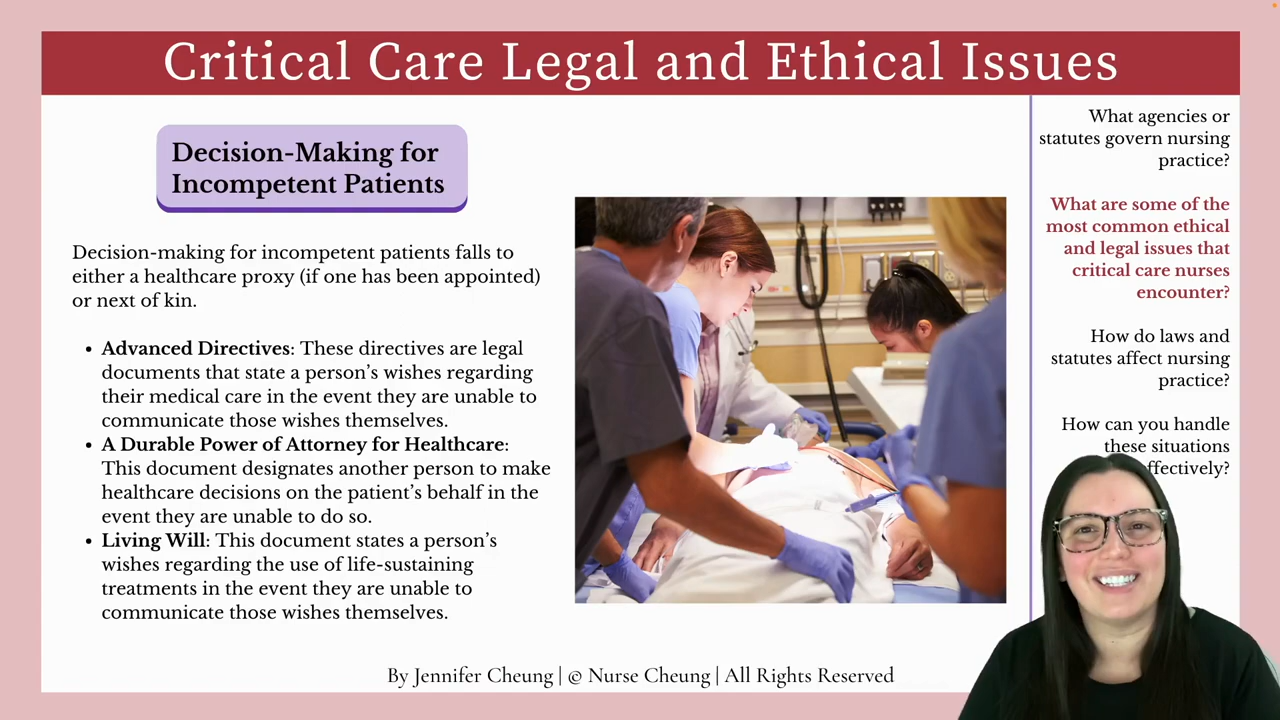 Critical Care Legal and Ethical Issues
Decision-Making for
Incompetent Patients
Decision-making for incompetent patients falls to
either a healthcare proxy (if one has been appointed)
or next of kin.
• Advanced Directives: These directives are legal
documents that state a person’s wishes regarding
their medical care in the event they are unable to
communicate those wishes themselves.
• A Durable Power of Attorney for Healthcare:
This document designates another person to make
healthcare decisions on the patient’s behalf in the
event they are unable to do so.
• Living Will: This document states a person’s
wishes regarding the use of life-sustaining
treatments in the event they are unable to
communicate those wishes themselves.
What agencies or
statutes govern nursing
practice?
What are some of the
most common ethical
and legal issues that
critical care nurses
encounter?
How do laws and
statutes affect nursing
practice?
How can you handle
these situations
ffectively?
By Jennifer Cheung | @ Nurse Cheung | All Rights Reserved